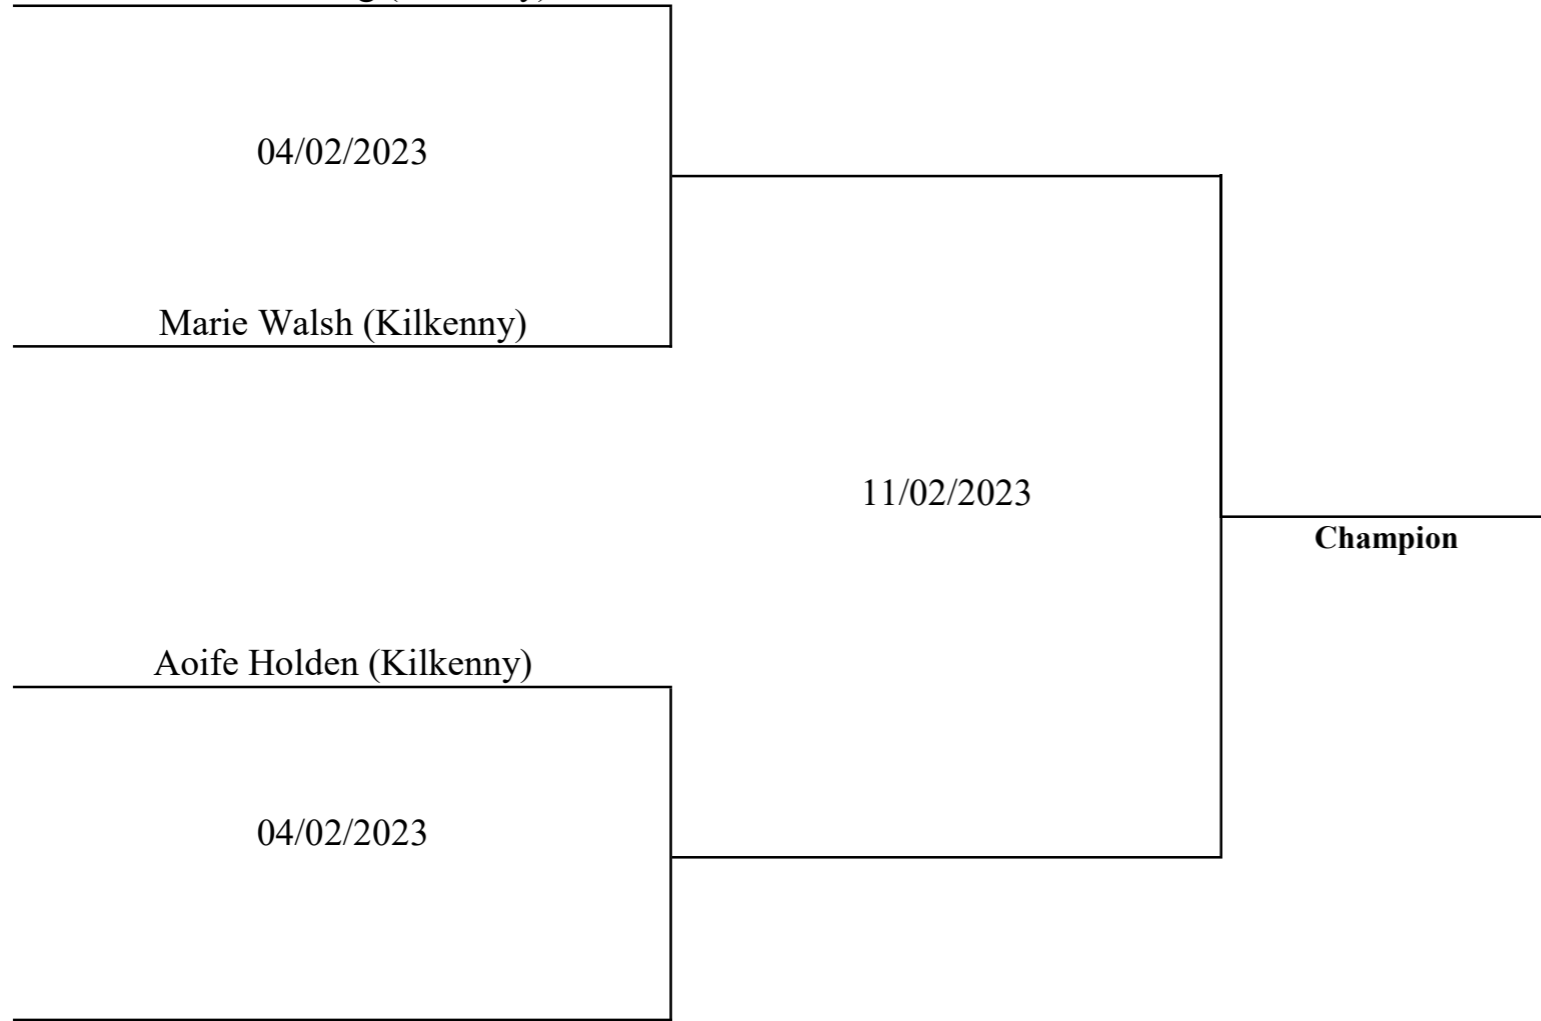 04/02/2023
Marie Walsh (Kilkenny)
11/02/2023
Champion
Aoife Holden (Kilkenny)
04/02/2023